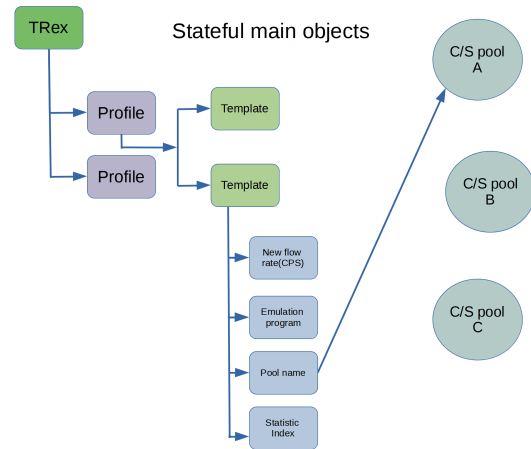 TRex
Stateful main objects
C/S pool
A
Profile
Template
Profile
Template
C/S pool
B
New flow
rate(CPS)
Emulation
program
C/S pool
C
Pool name
Statistic
Index